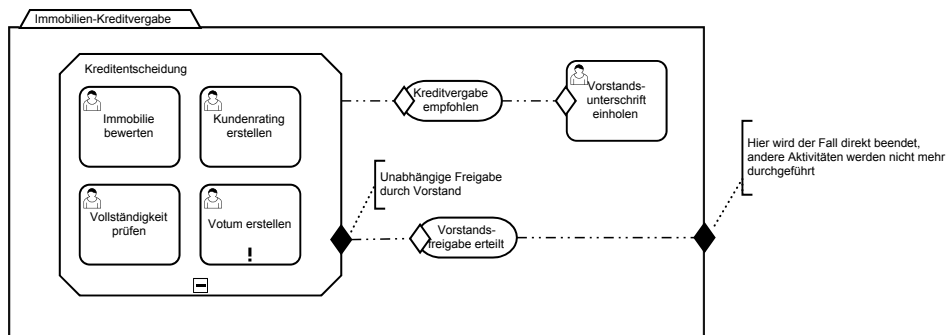 Immobilien-Kreditvergabe
Kreditentscheidung
Immobilie
bewerten
Kundenrating
erstellen
Vollständigkeit
prüfen
Votum erstellen
!
Kreditvergabe
empfohlen
Vorstands-
unterschrift
einholen
Unabhängige Freigabe
durch Vorstand
Vorstands-
freigabe erteilt
Hier wird der Fall direkt beendet,
andere Aktivitäten werden nicht mehr
durchgeführt